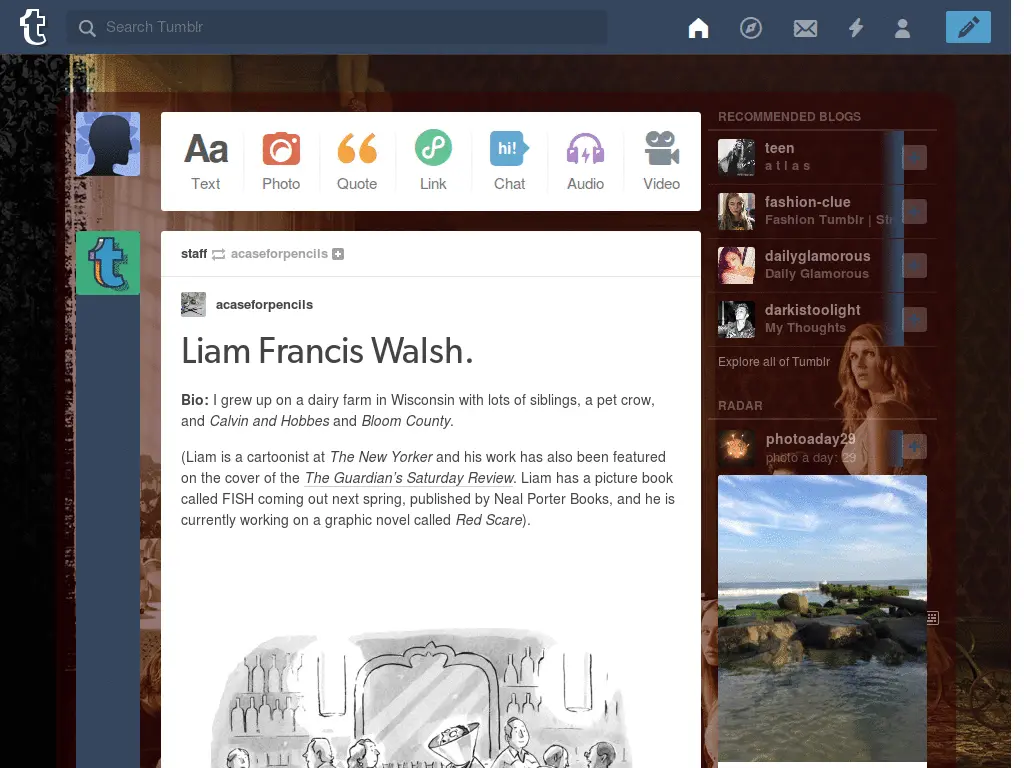 Search Tumblr
Aa
hi!
Text
Photo
Quote
Link
Chat
Audio
Video
staff acaseforpencils
acaseforpencils
Liam Francis Walsh.
Bio: I grew up on a dairy farm in Wisconsin with lots of siblings, a pet crow,
and Calvin and Hobbes and Bloom County.
(Liam is a cartoonist at The New Yorker and his work has also been featured
on the cover of the The Guardian’s Saturday Review. Liam has a picture book
called FISH coming out next spring, published by Neal Porter Books, and he is
currently working on a graphic novel called Red Scare).
RECOMMENDED BLOGS
teen
a t l a s
fashion-clue
Fashion Tumblr |
dailyglamorous
Daily Glamorous
darkistoolight
My Thoughts
Explore all of Tumblr
RADAR
photoaday29
photo a day: 29